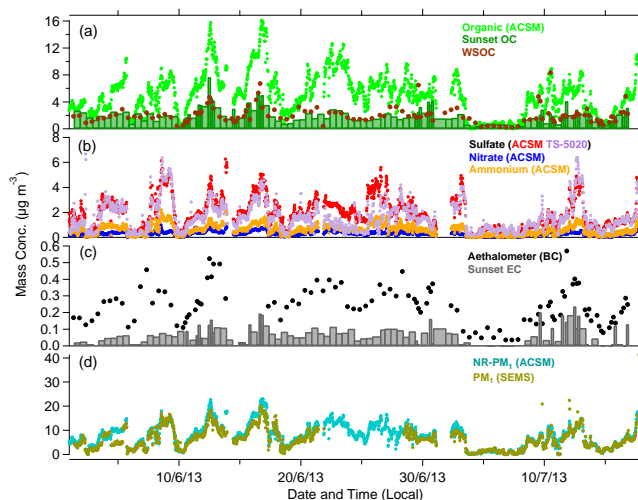 (a)
Organic (ACSM)
Sunset OC
WSOC
16
12
8
4
0
(b)
Sulfate (ACSM TS-5020)
Nitrate (ACSM)
Ammonium (ACSM)
8
6
4
2
0
Mass Conc. (µg m-3)
(c)
Aethalometer (BC)
Sunset EC
0.6
0.5
0.4
0.3
0.2
0.1
0.0
(d)
NR-PM1 (ACSM)
PM1 (SEMS)
40
30
20
10
0
10/6/13 20/6/13 30/6/13 10/7/13
Date and Time (Local)